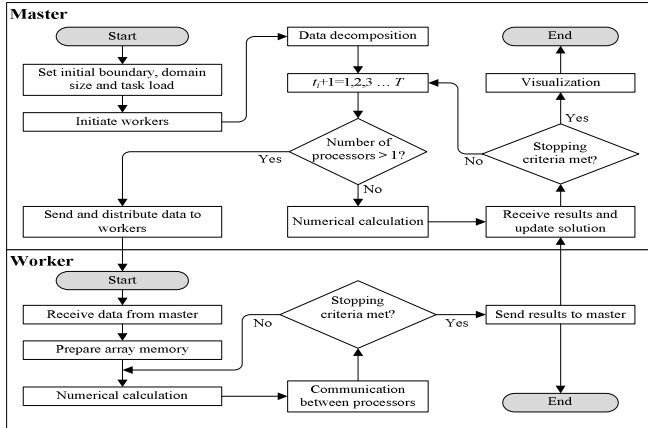 Master
Start
Set initial boundary, domain
size and task load
Initiate workers
Data decomposition
tᵢ+1=1,2,3 … T
Number of
processors > 1?
Yes
No
Send and distribute data to
workers
Numerical calculation
Receive results and
update solution
Stopping
criteria met?
No
Yes
Visualization
End
Worker
Start
Receive data from master
Prepare array memory
Numerical calculation
Communication
between processors
Stopping
criteria met?
No
Yes
Send results to master
End